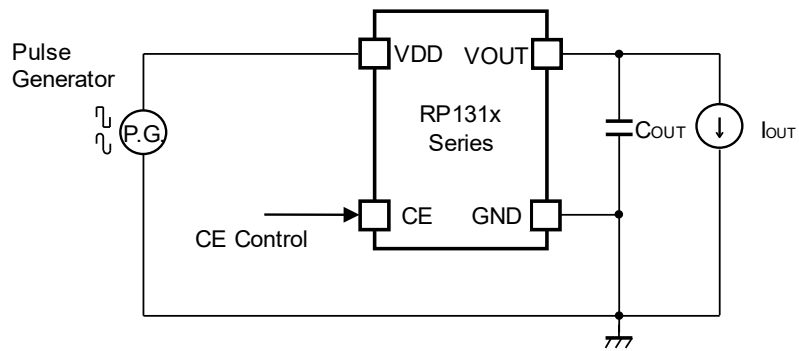 Pulse
Generator
P.G.
VDD
VOUT
RP131x
Series
COUT
IOUT
CE
GND
CE Control